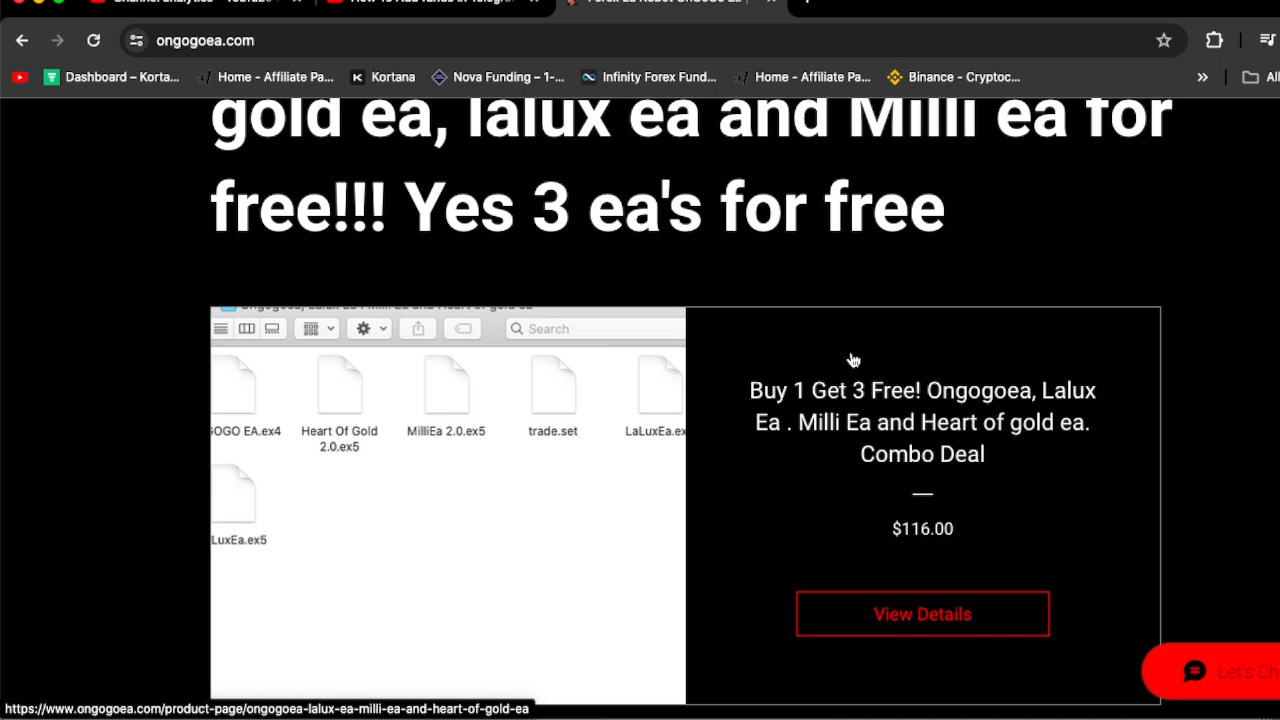 ongogoea.com
Dashboard – Korta... Home - Affiliate Pa... Kortana Nova Funding – 1-... Infinity Forex Fund... Home - Affiliate Pa... Binance - Cryptoc... »
gold ea, lalux ea and Milli ea for
free!!! Yes 3 ea's for free
Search
GOGO EA.ex4 Heart Of Gold 2.0.ex5 MilliEa 2.0.ex5 trade.set LaLuxEa.ex
LuxEa.ex5
Buy 1 Get 3 Free! Ongogoea, Lalux
Ea . Milli Ea and Heart of gold ea.
Combo Deal
$116.00
View Details
Let's Ch
https://www.ongogoea.com/product-page/ongogoea-lalux-ea-milli-ea-and-heart-of-gold-ea